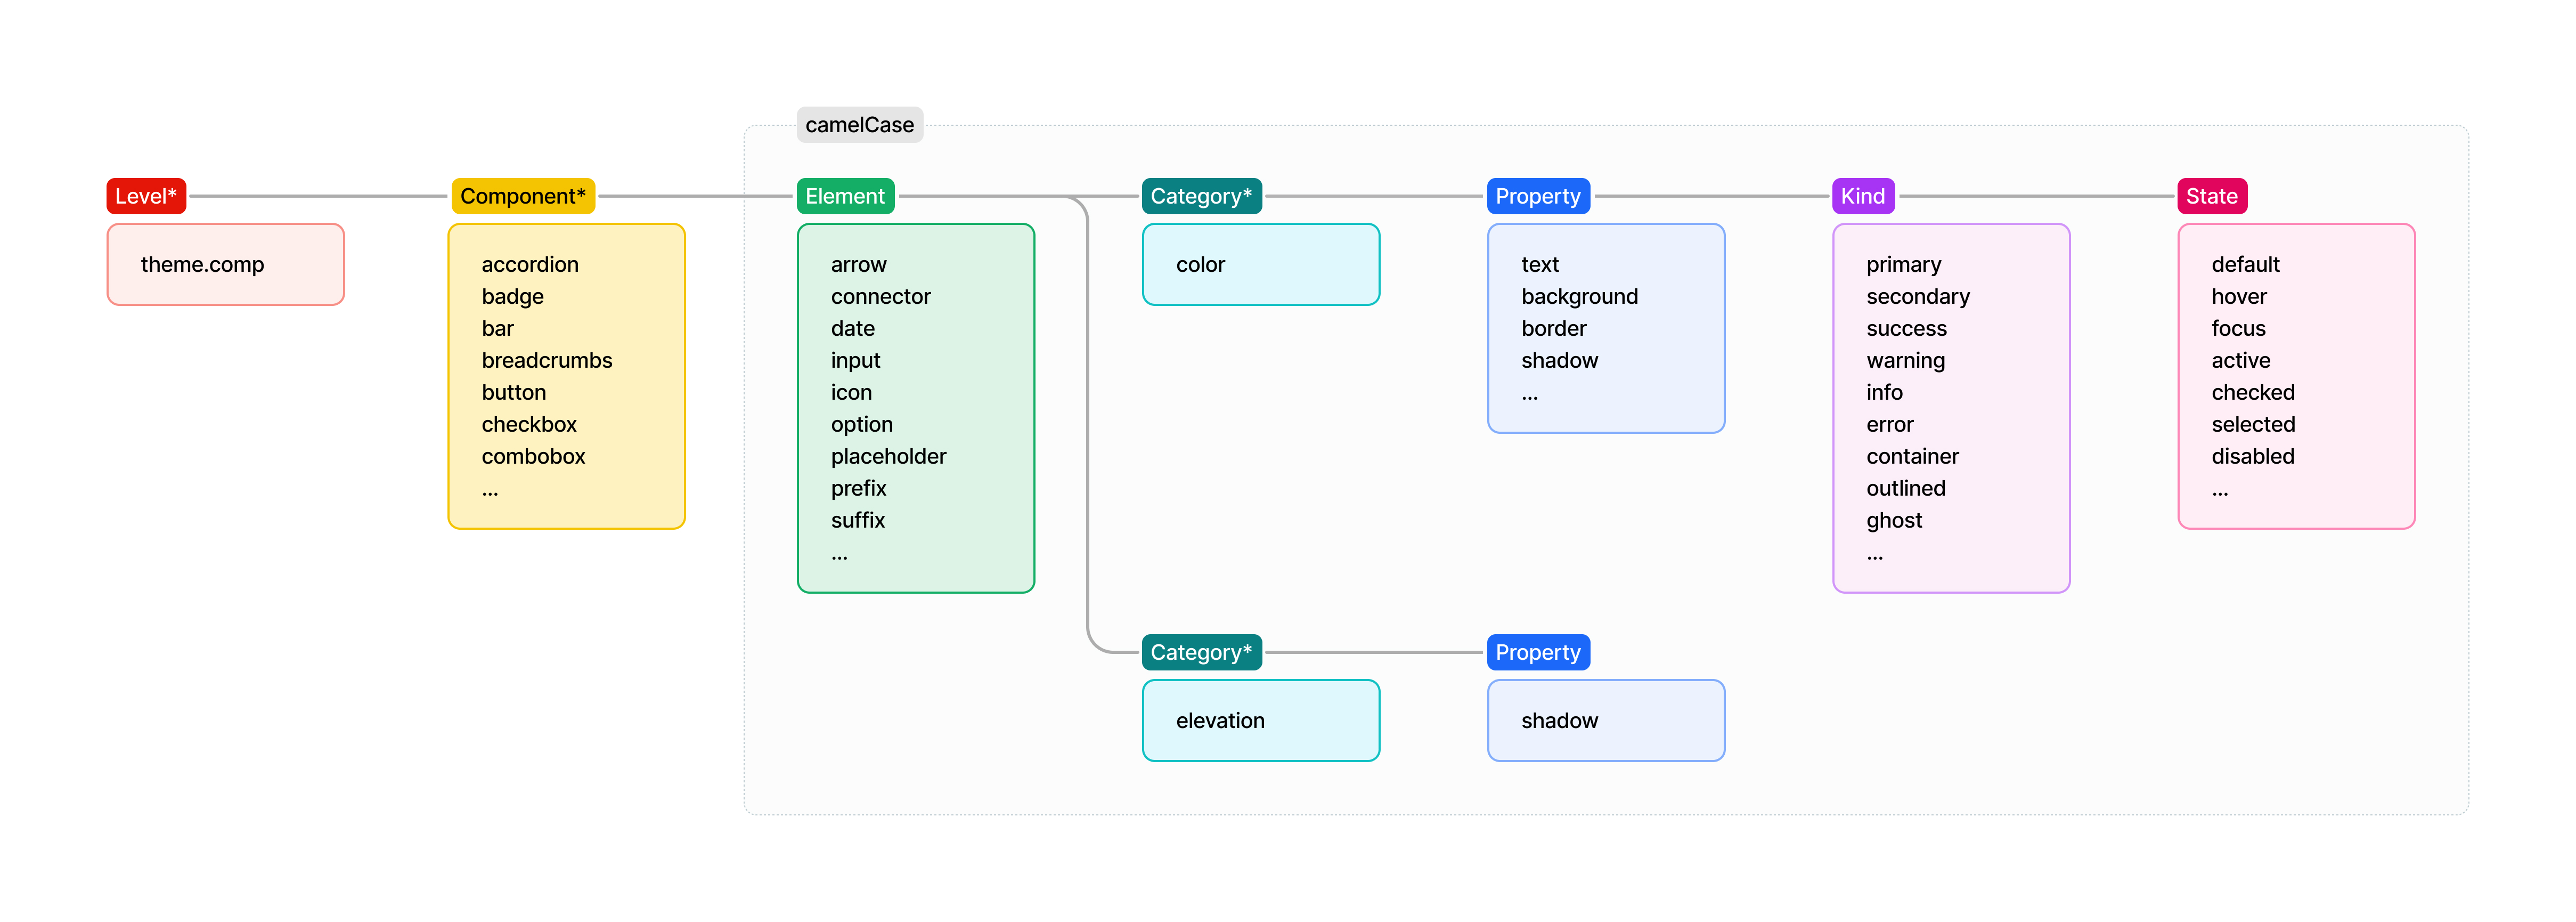 camelCase
Level*
theme.comp
Component*
accordion
badge
bar
breadcrumbs
button
checkbox
combobox
...
Element
arrow
connector
date
input
icon
option
placeholder
prefix
suffix
...
Category*
color
Property
text
background
border
shadow
...
Kind
primary
secondary
success
warning
info
error
container
outlined
ghost
...
State
default
hover
focus
active
checked
selected
disabled
...
Category*
elevation
Property
shadow